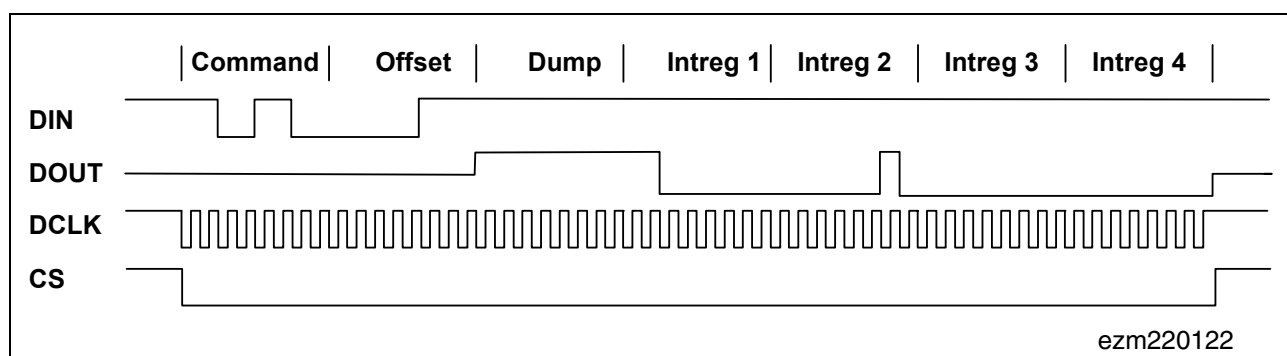 Command Offset Dump Intreg 1 Intreg 2 Intreg 3 Intreg 4
DIN
DOUT
DCLK
CS
ezm220122